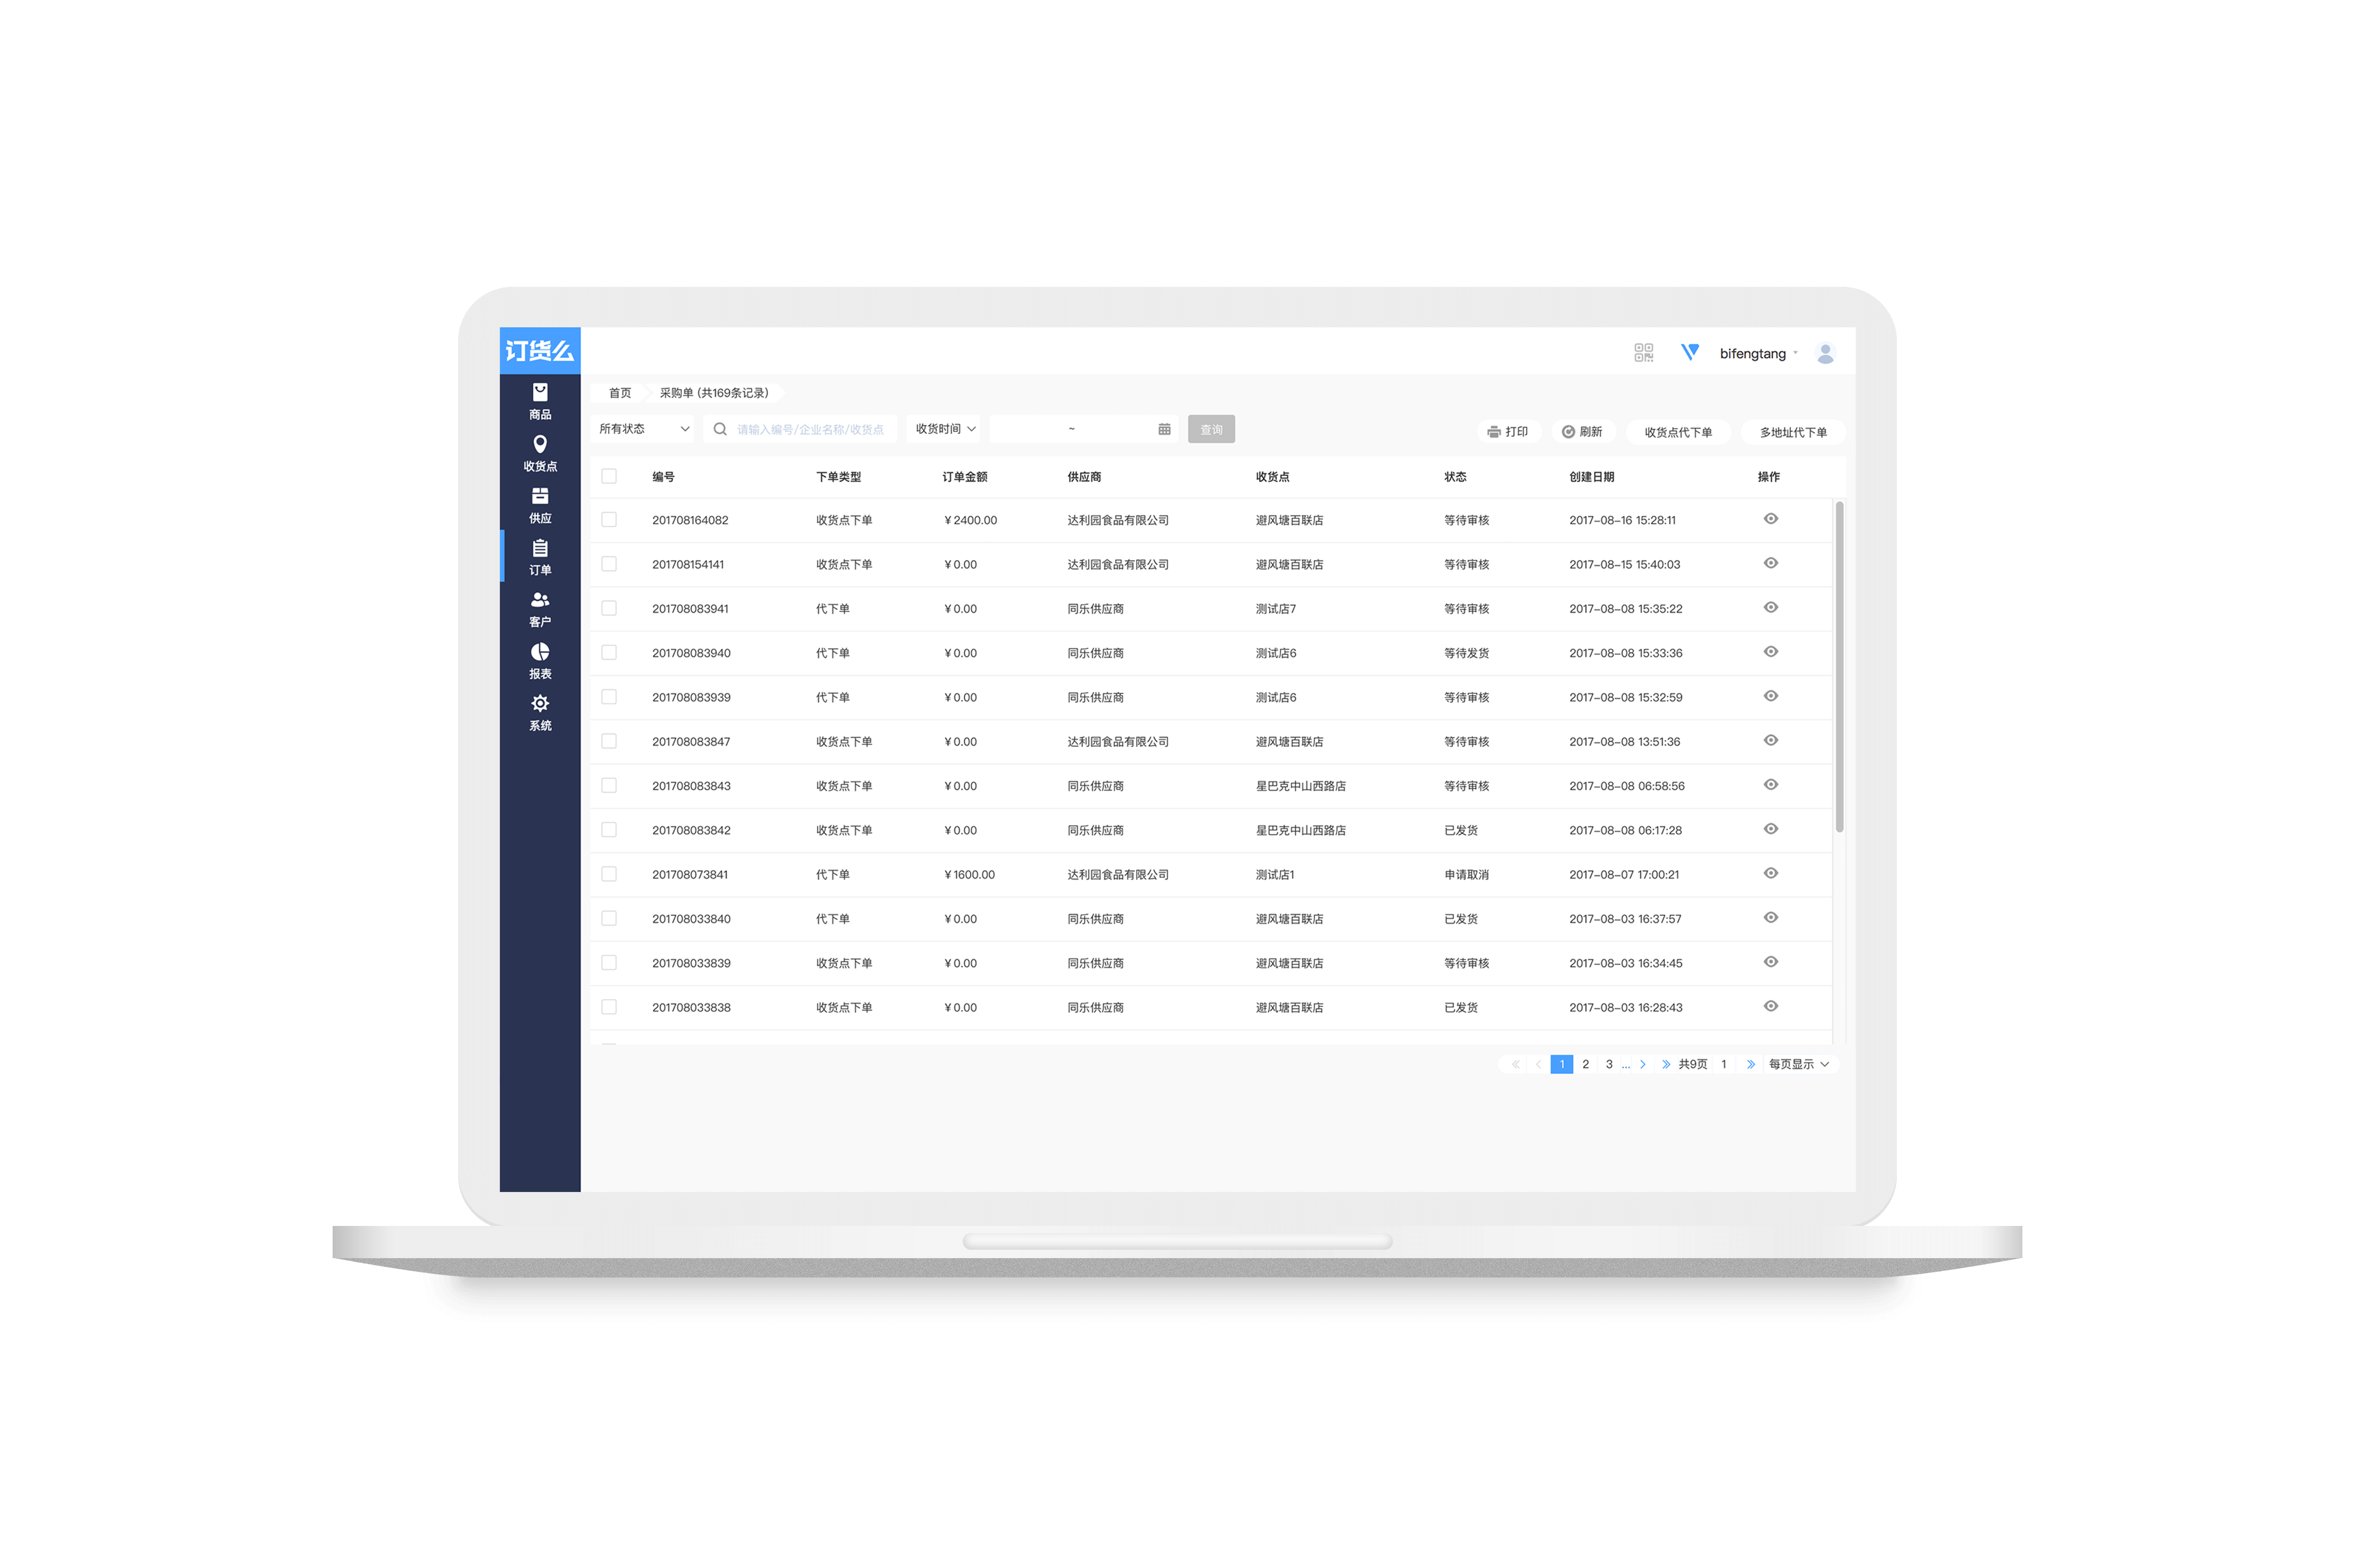 订货么
bifengtang
商品
收货点
供应
订单
客户
报表
系统
首页 采购单 (共169条记录)
所有状态 请输入编号/企业名称/收货点 收货时间 ~ 查询 打印 刷新 收货点代下单 多地址代下单
编号 下单类型 订单金额 供应商 收货点 状态 创建日期 操作
201708164082 收货点下单 ￥2400.00 达利园食品有限公司 避风塘百联店 等待审核 2017-08-16 15:28:11
201708154141 收货点下单 ￥0.00 达利园食品有限公司 避风塘百联店 等待审核 2017-08-15 15:40:03
201708083941 代下单 ￥0.00 同乐供应商 测试店7 等待审核 2017-08-08 15:35:22
201708083940 代下单 ￥0.00 同乐供应商 测试店6 等待发货 2017-08-08 15:33:36
201708083939 代下单 ￥0.00 同乐供应商 测试店6 等待审核 2017-08-08 15:32:59
201708083847 收货点下单 ￥0.00 达利园食品有限公司 避风塘百联店 等待审核 2017-08-08 13:51:36
201708083843 收货点下单 ￥0.00 同乐供应商 星巴克中山西路店 等待审核 2017-08-08 06:58:56
201708083842 收货点下单 ￥0.00 同乐供应商 星巴克中山西路店 已发货 2017-08-08 06:17:28
201708073841 代下单 ￥1600.00 达利园食品有限公司 测试店1 申请取消 2017-08-07 17:00:21
201708033840 代下单 ￥0.00 同乐供应商 避风塘百联店 已发货 2017-08-03 16:37:57
201708033839 收货点下单 ￥0.00 同乐供应商 避风塘百联店 等待审核 2017-08-03 16:34:45
201708033838 收货点下单 ￥0.00 同乐供应商 避风塘百联店 已发货 2017-08-03 16:28:43
1 2 3 ... 共9页 1 每页显示